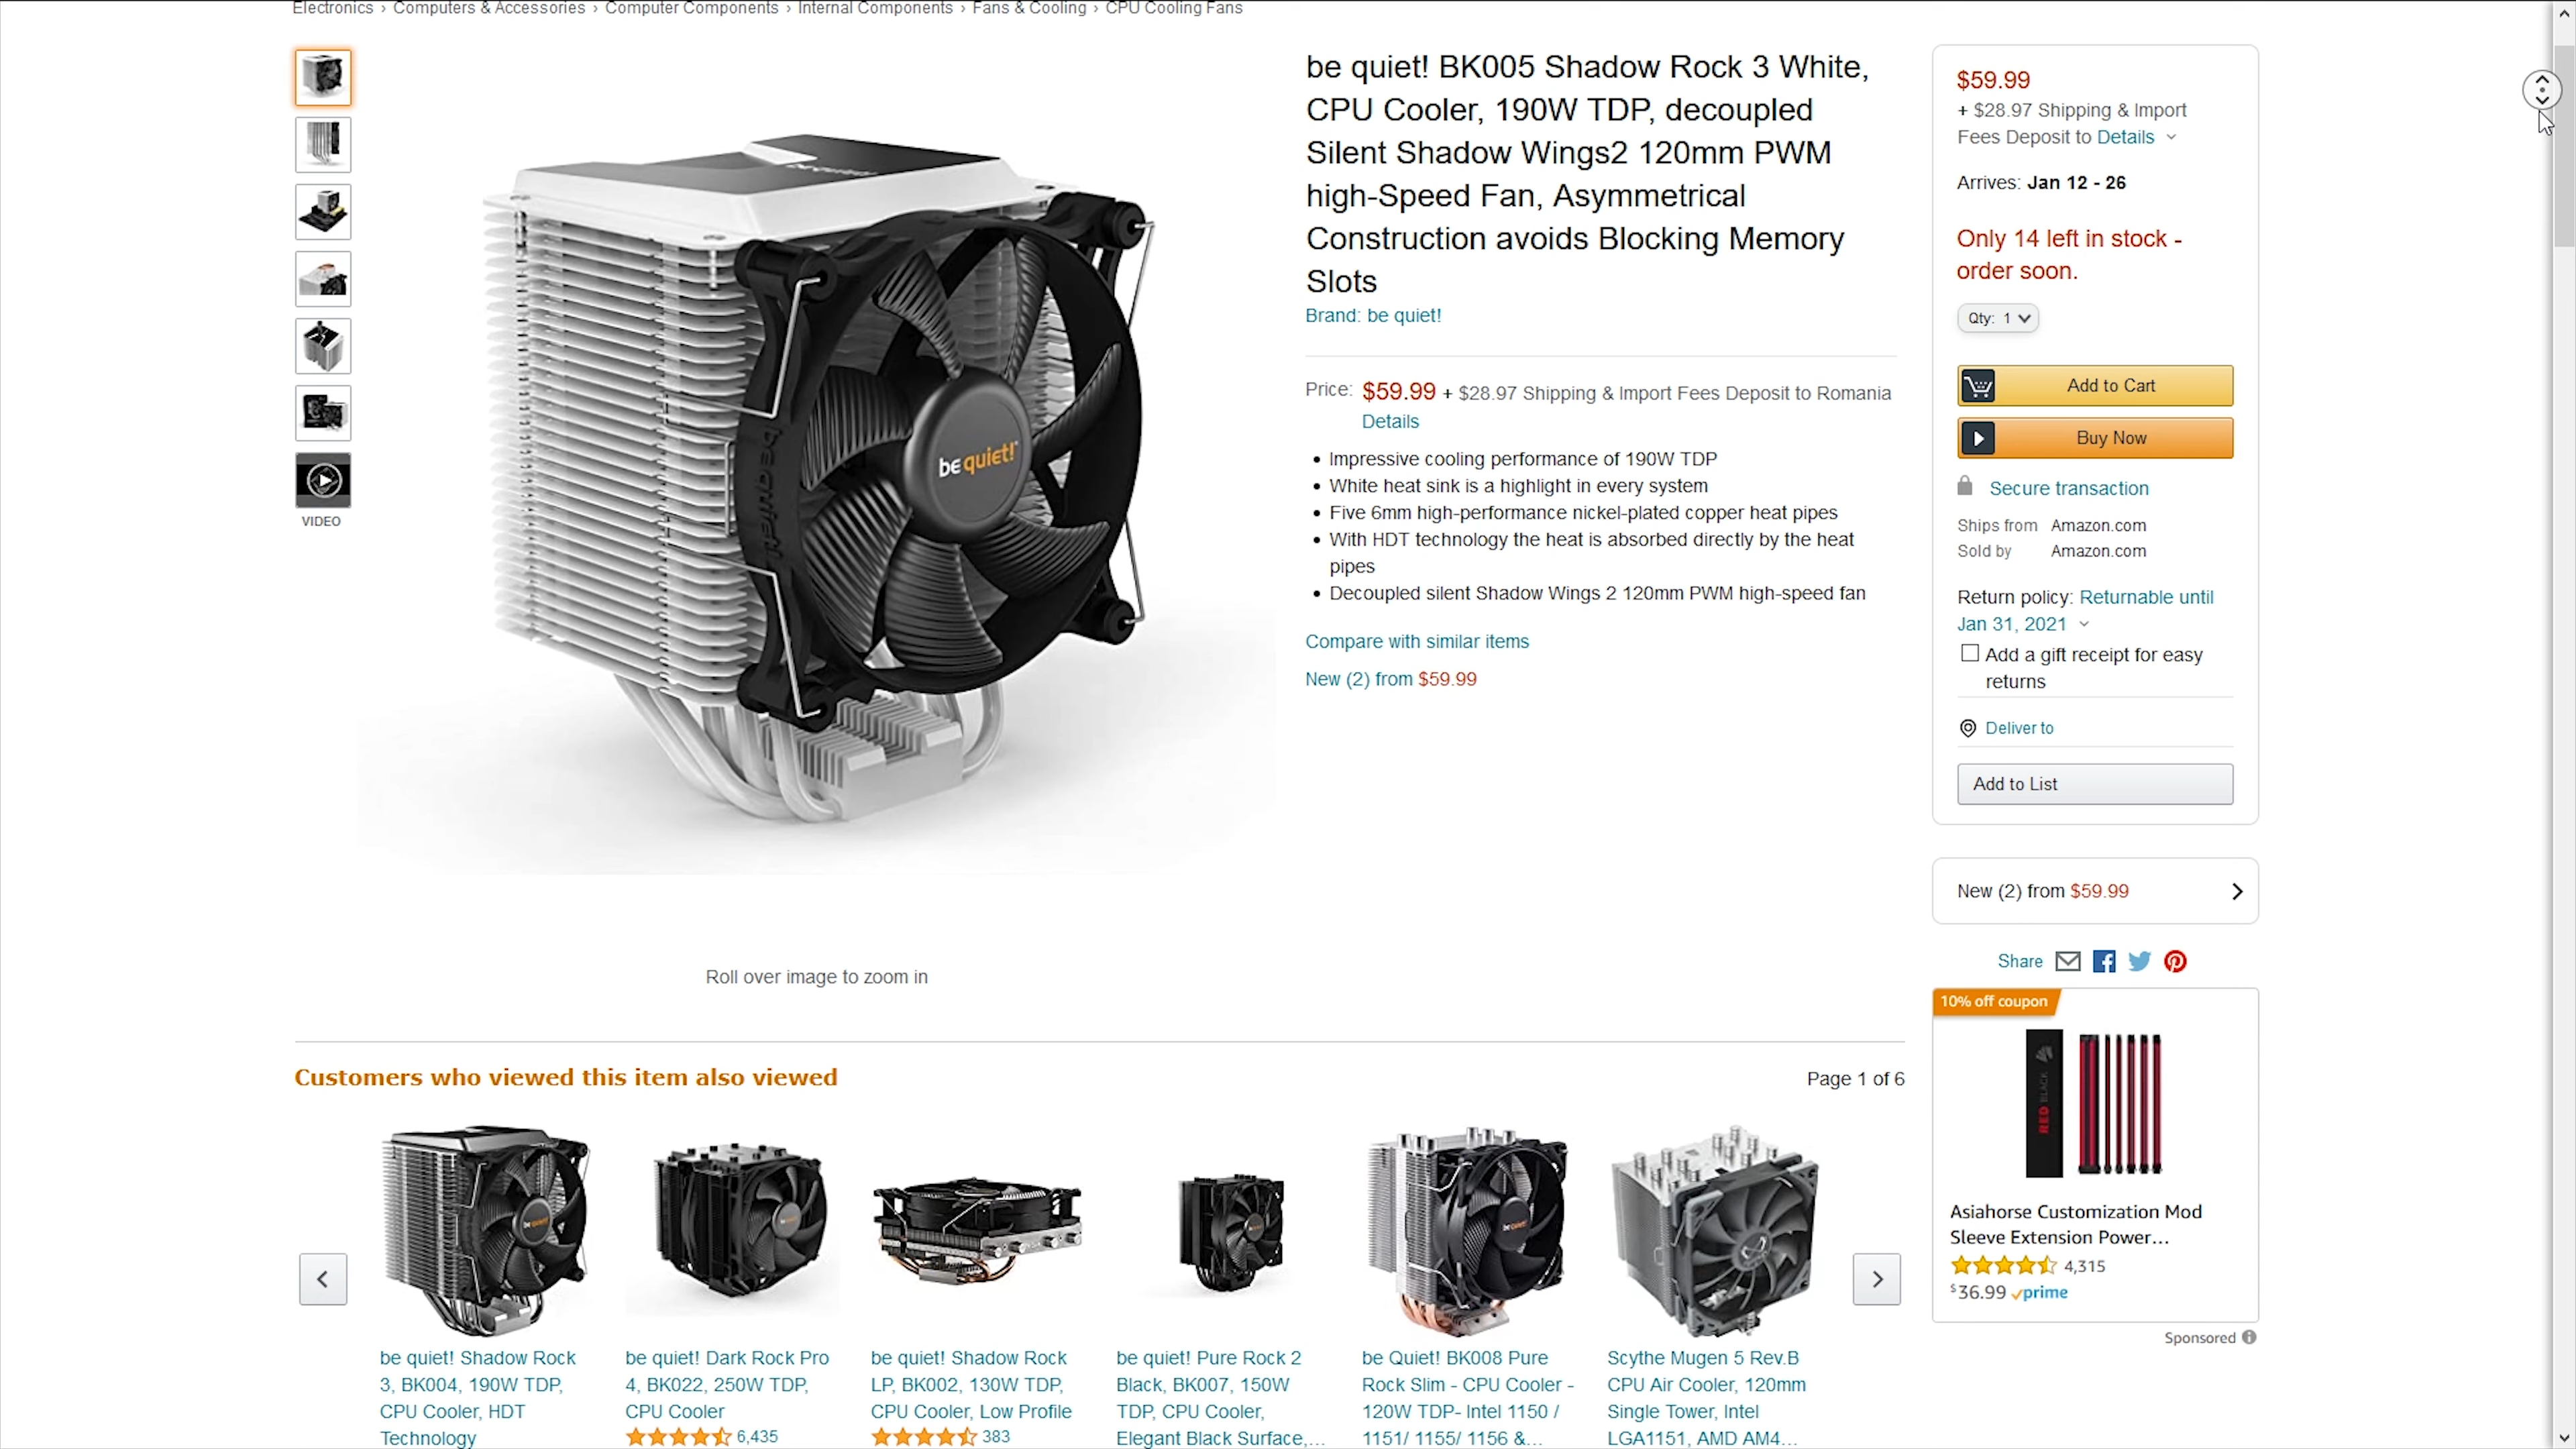 Electronics › Computers & Accessories › Computer Components › Internal Components › Fans & Cooling › CPU Cooling Fans
VIDEO
be quiet!
be quiet!
be quiet!
Roll over image to zoom in
be quiet! BK005 Shadow Rock 3 White,
CPU Cooler, 190W TDP, decoupled
Silent Shadow Wings2 120mm PWM
high-Speed Fan, Asymmetrical
Construction avoids Blocking Memory
Slots
Brand: be quiet!
Price: $59.99 + $28.97 Shipping & Import Fees Deposit to Romania
Details
• Impressive cooling performance of 190W TDP
• White heat sink is a highlight in every system
• Five 6mm high-performance nickel-plated copper heat pipes
• With HDT technology the heat is absorbed directly by the heat
pipes
• Decoupled silent Shadow Wings 2 120mm PWM high-speed fan
Compare with similar items
New (2) from $59.99
$59.99
+ $28.97 Shipping & Import
Fees Deposit to Details
Arrives: Jan 12 - 26
Only 14 left in stock -
order soon.
Qty: 1
Add to Cart
Buy Now
Secure transaction
Ships from Amazon.com
Sold by Amazon.com
Return policy: Returnable until
Jan 31, 2021
Add a gift receipt for easy
returns
Deliver to
Add to List
New (2) from $59.99
Share
10% off coupon
RED BLACK
Asiahorse Customization Mod
Sleeve Extension Power…
4,315
$36.99 prime
Sponsored
Customers who viewed this item also viewed
Page 1 of 6
be quiet! Shadow Rock
3, BK004, 190W TDP,
CPU Cooler, HDT
Technology
be quiet! Dark Rock Pro
4, BK022, 250W TDP,
CPU Cooler
6,435
be quiet! Shadow Rock
LP, BK002, 130W TDP,
CPU Cooler, Low Profile
383
be quiet! Pure Rock 2
Black, BK007, 150W
TDP, CPU Cooler,
Elegant Black Surface,…
be Quiet! BK008 Pure
Rock Slim - CPU Cooler -
120W TDP- Intel 1150 /
1151/ 1155/ 1156 &…
Scythe Mugen 5 Rev.B
CPU Air Cooler, 120mm
Single Tower, Intel
LGA1151, AMD AM4…